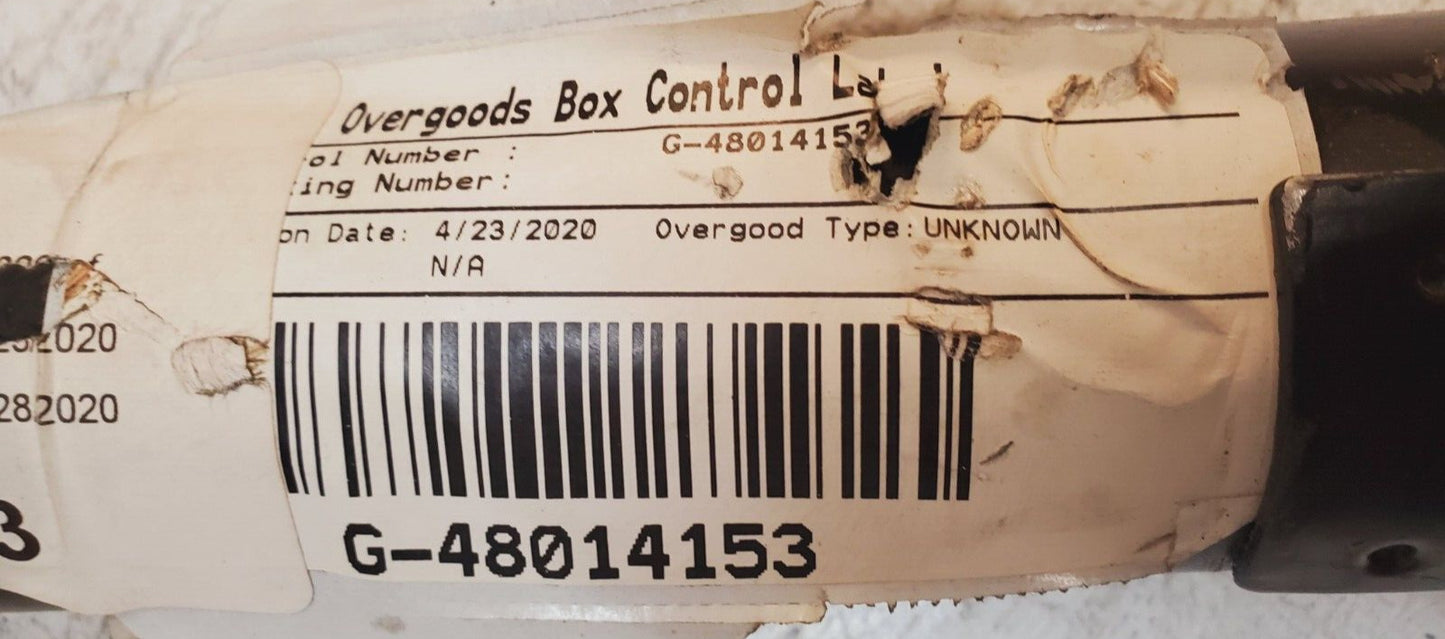 Overgoods Box Control
ol Number :
G-48014153
ing Number:
on Date: 4/23/2020
Overgood Type: UNKNOWN
N/A
2020
282020
3
G-48014153